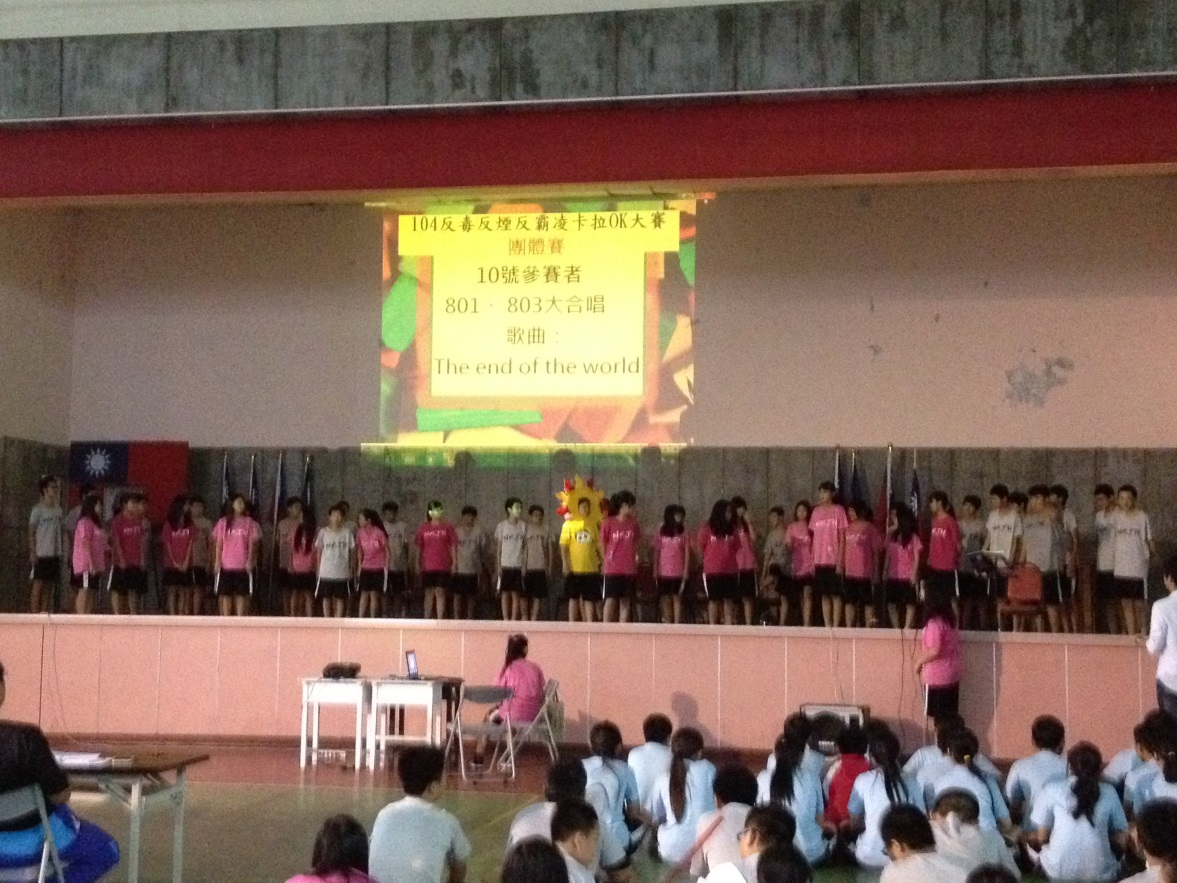 104反毒反煙反霸凌卡拉OK大賽
團體賽
10號參賽者
801、 803大合唱
歌曲：
The end of the world